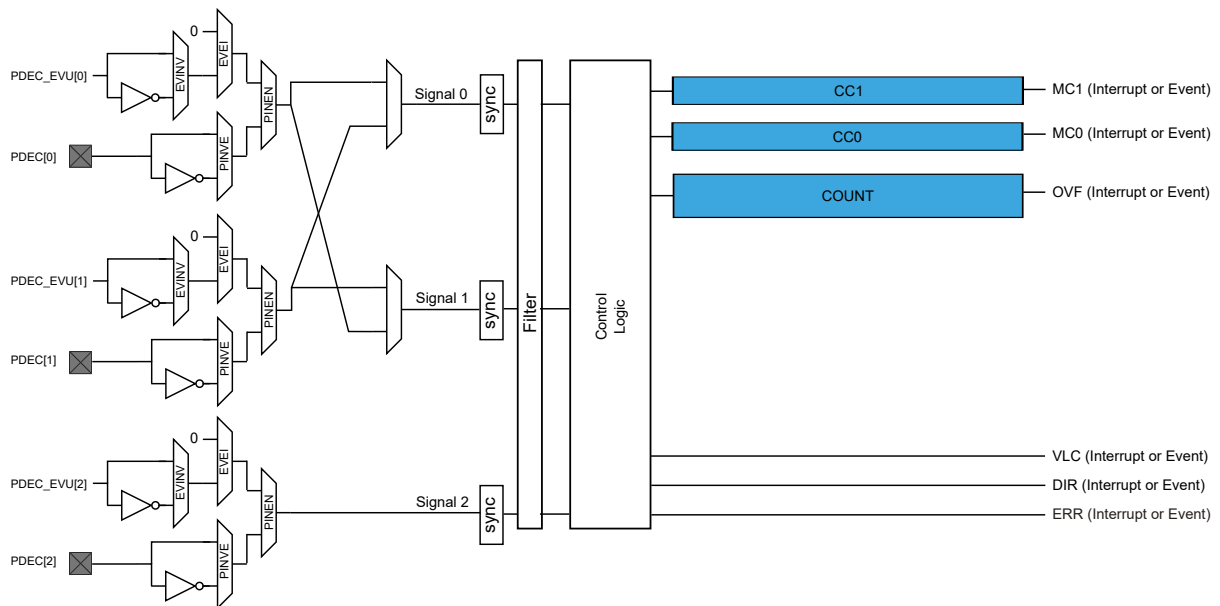 0
PDEC_EVU[0]
EVINV
EVEI
PINEN
PDEC[0]
PINVE
Signal 0
sync
0
PDEC_EVU[1]
EVINV
EVEI
PINEN
PDEC[1]
PINVE
Signal 1
sync
0
PDEC_EVU[2]
EVINV
EVEI
PINEN
PDEC[2]
PINVE
Signal 2
sync
Filter
Control
Logic
CC1
MC1 (Interrupt or Event)
CC0
MC0 (Interrupt or Event)
COUNT
OVF (Interrupt or Event)
VLC (Interrupt or Event)
DIR (Interrupt or Event)
ERR (Interrupt or Event)